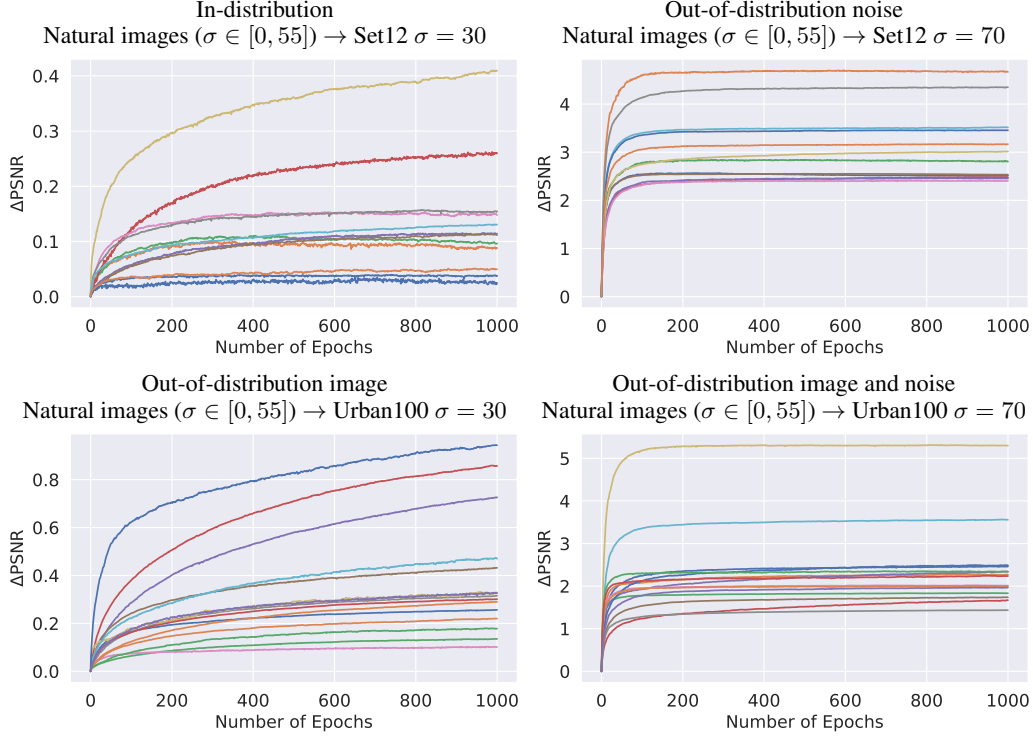 In-distribution
Natural images (σ ∈ [0, 55]) → Set12 σ = 30
0.4
0.3
0.2
0.1
0.0
ΔPSNR
0 200 400 600 800 1000
Number of Epochs
Out-of-distribution noise
Natural images (σ ∈ [0, 55]) → Set12 σ = 70
4
3
2
1
0
ΔPSNR
0 200 400 600 800 1000
Number of Epochs
Out-of-distribution image
Natural images (σ ∈ [0, 55]) → Urban100 σ = 30
0.8
0.6
0.4
0.2
0.0
ΔPSNR
0 200 400 600 800 1000
Number of Epochs
Out-of-distribution image and noise
Natural images (σ ∈ [0, 55]) → Urban100 σ = 70
5
4
3
2
1
0
ΔPSNR
0 200 400 600 800 1000
Number of Epochs